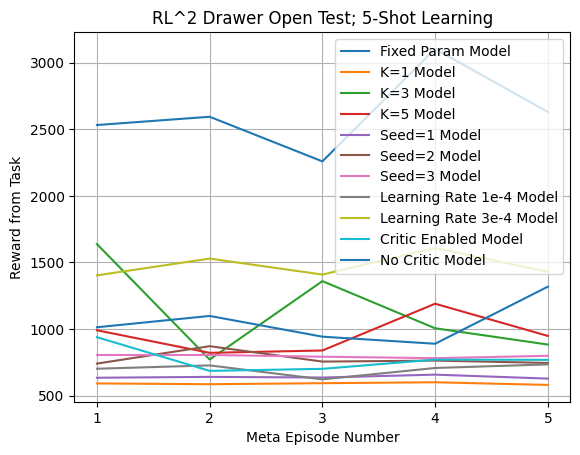 RL^2 Drawer Open Test; 5-Shot Learning
Reward from Task
3000
2500
2000
1500
1000
500
Fixed Param Model
K=1 Model
K=3 Model
K=5 Model
Seed=1 Model
Seed=2 Model
Seed=3 Model
Learning Rate 1e-4 Model
Learning Rate 3e-4 Model
Critic Enabled Model
No Critic Model
1 2 3 4 5
Meta Episode Number